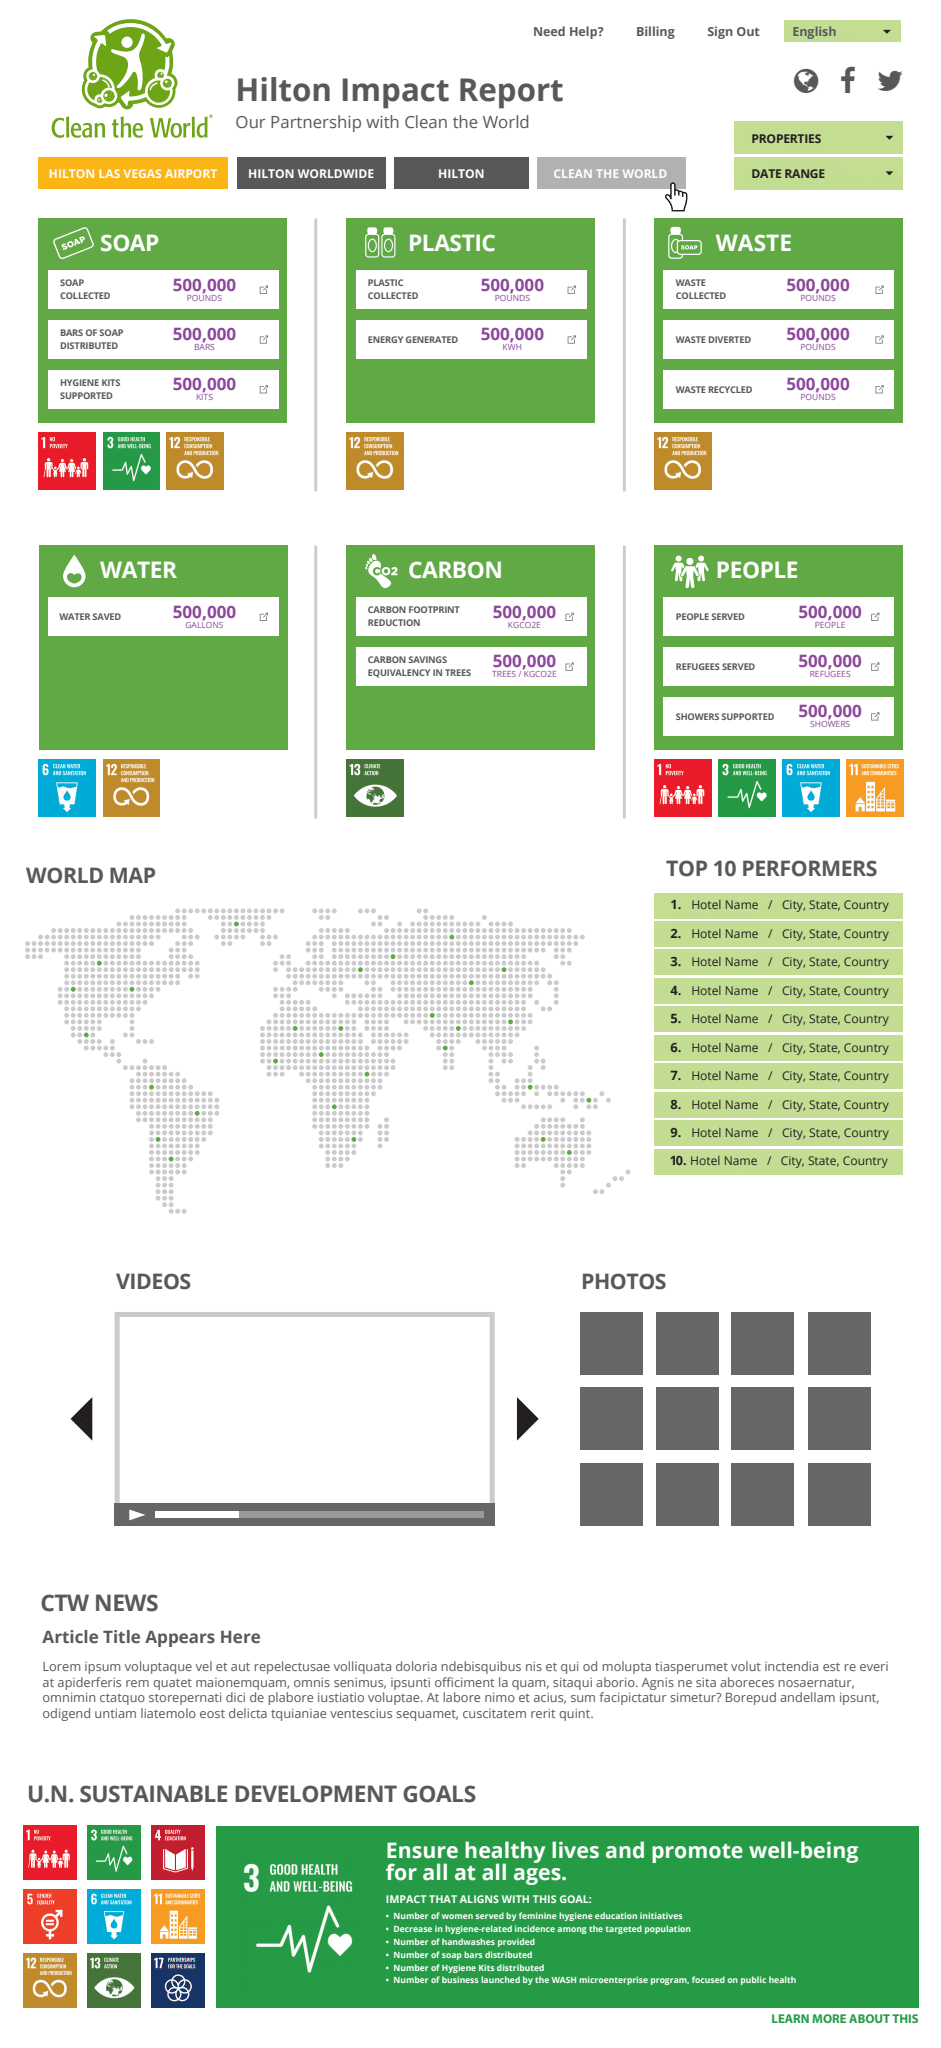 Need Help?
Billing
Sign Out
English
Clean the World
Hilton Impact Report
Our Partnership with Clean the World
PROPERTIES
DATE RANGE
HILTON LAS VEGAS AIRPORT
HILTON WORLDWIDE
HILTON
CLEAN THE WORLD
SOAP
SOAP
SOAP
COLLECTED
500,000
POUNDS
BARS OF SOAP
DISTRIBUTED
500,000
BARS
HYGIENE KITS
SUPPORTED
500,000
KITS
1 NO
POVERTY
3 GOOD HEALTH
AND WELL-BEING
12 RESPONSIBLE
CONSUMPTION
AND PRODUCTION
PLASTIC
PLASTIC
COLLECTED
500,000
POUNDS
ENERGY GENERATED
500,000
KWH
12 RESPONSIBLE
CONSUMPTION
AND PRODUCTION
SOAP
WASTE
WASTE
COLLECTED
500,000
POUNDS
WASTE DIVERTED
500,000
POUNDS
WASTE RECYCLED
500,000
POUNDS
12 RESPONSIBLE
CONSUMPTION
AND PRODUCTION
WATER
WATER SAVED
500,000
GALLONS
6 CLEAN WATER
AND SANITATION
12 RESPONSIBLE
CONSUMPTION
AND PRODUCTION
CO2
CARBON
CARBON FOOTPRINT
REDUCTION
500,000
KGCO2E
CARBON SAVINGS
EQUIVALENCY IN TREES
500,000
TREES / KGCO2E
13 CLIMATE
ACTION
PEOPLE
PEOPLE SERVED
500,000
PEOPLE
REFUGEES SERVED
500,000
REFUGEES
SHOWERS SUPPORTED
500,000
SHOWERS
1 NO
POVERTY
3 GOOD HEALTH
AND WELL-BEING
6 CLEAN WATER
AND SANITATION
11 SUSTAINABLE CITIES
AND COMMUNITIES
WORLD MAP
TOP 10 PERFORMERS
1. Hotel Name / City, State, Country
2. Hotel Name / City, State, Country
3. Hotel Name / City, State, Country
4. Hotel Name / City, State, Country
5. Hotel Name / City, State, Country
6. Hotel Name / City, State, Country
7. Hotel Name / City, State, Country
8. Hotel Name / City, State, Country
9. Hotel Name / City, State, Country
10. Hotel Name / City, State, Country
VIDEOS
PHOTOS
CTW NEWS
Article Title Appears Here
Lorem ipsum voluptaque vel et aut repelectusae volliquata doloria ndebisquibus nis et qui od molupta tiasperumet volut inctendia est re everi
at apiderferis rem quatet maionemquam, omnis senimus, ipsunti officiment la quam, sitaqui aborio. Agnis ne sita aboreces nosaernatur,
omnimin ctatquo storepernati dici de plabore iustiatio voluptae. At labore nimo et acius, sum facipictatur simetur? Borepud andellam ipsunt,
odigend untiam liatemolo eost delicta tquianiae ventescius sequamet, cuscitatem rerit quint.
U.N. SUSTAINABLE DEVELOPMENT GOALS
1 NO
POVERTY
3 GOOD HEALTH
AND WELL-BEING
4 QUALITY
EDUCATION
5 GENDER
EQUALITY
6 CLEAN WATER
AND SANITATION
11 SUSTAINABLE CITIES
AND COMMUNITIES
12 RESPONSIBLE
CONSUMPTION
AND PRODUCTION
13 CLIMATE
ACTION
17 PARTNERSHIPS
FOR THE GOALS
3 GOOD HEALTH
AND WELL-BEING
Ensure healthy lives and promote well-being
for all at all ages.
IMPACT THAT ALIGNS WITH THIS GOAL:
• Number of women served by feminine hygiene education initiatives
• Decrease in hygiene-related incidence among the targeted population
• Number of handwashes provided
• Number of soap bars distributed
• Number of Hygiene Kits distributed
• Number of business launched by the WASH microenterprise program, focused on public health
LEARN MORE ABOUT THIS